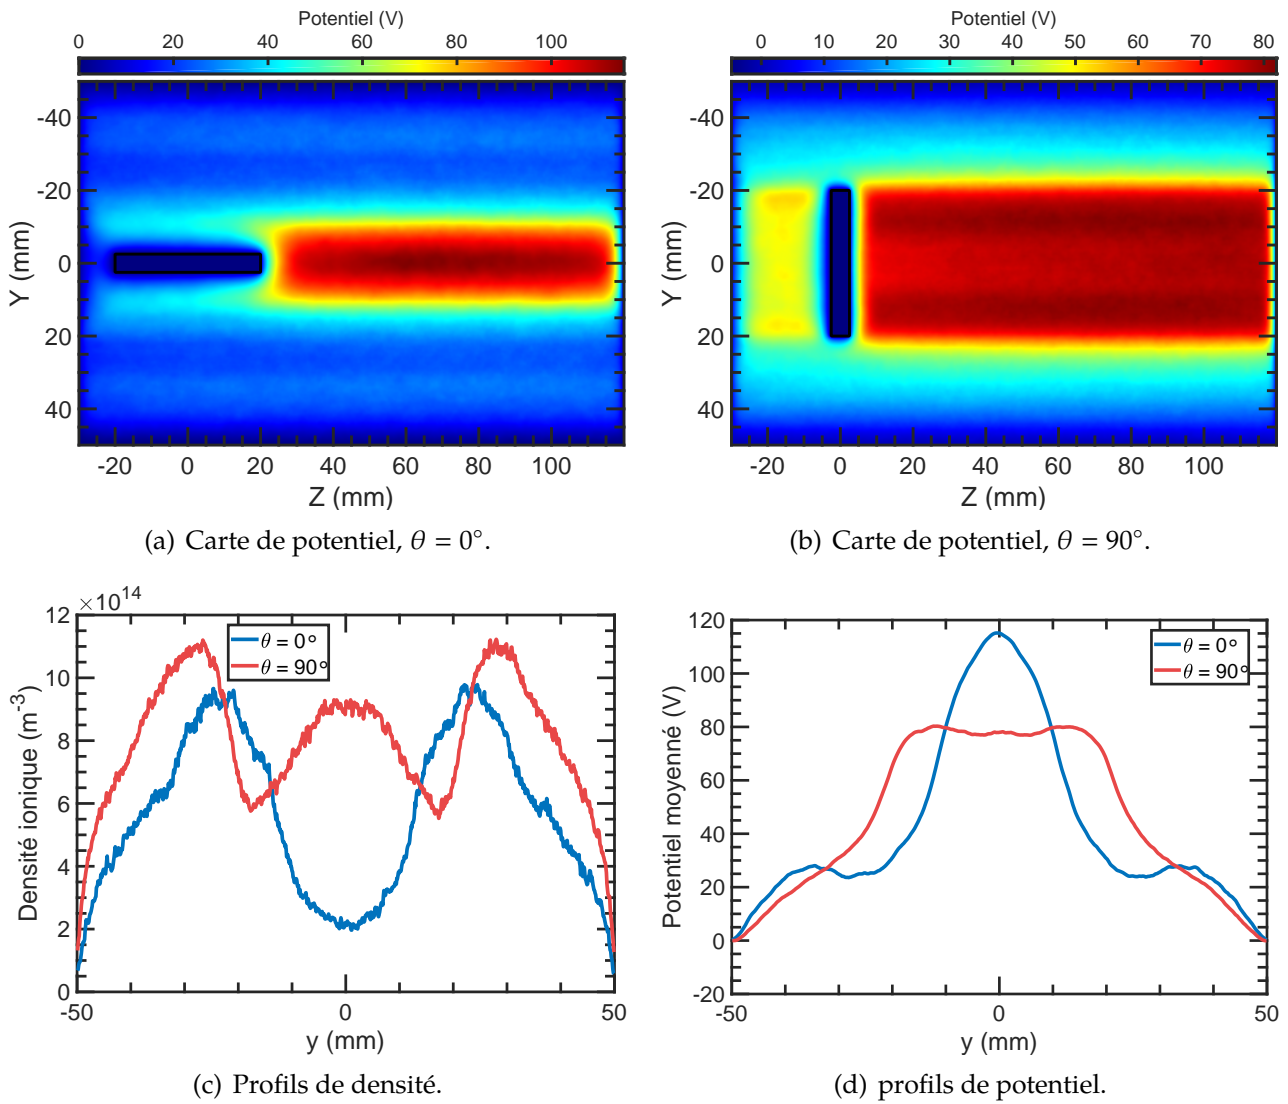 Potentiel (V)
0 20 40 60 80 100
Y (mm)
-40
-20
0
20
40
-20 0 20 40 60 80 100
Z (mm)
(a) Carte de potentiel, θ = 0°.
Potentiel (V)
0 12 20 30 40 50 60 70 80
Y (mm)
-40
-20
0
20
40
-20 0 20 40 60 80 100
Z (mm)
(b) Carte de potentiel, θ = 90°.
×10^14
Densité ionique (m^-3)
12
10
8
6
4
2
0
θ = 0°
θ = 90°
-50 0 50
y (mm)
(c) Profils de densité.
Potentiel moyenné (V)
120
100
80
60
40
20
0
-20
θ = 0°
θ = 90°
-50 0 50
y (mm)
(d) profils de potentiel.